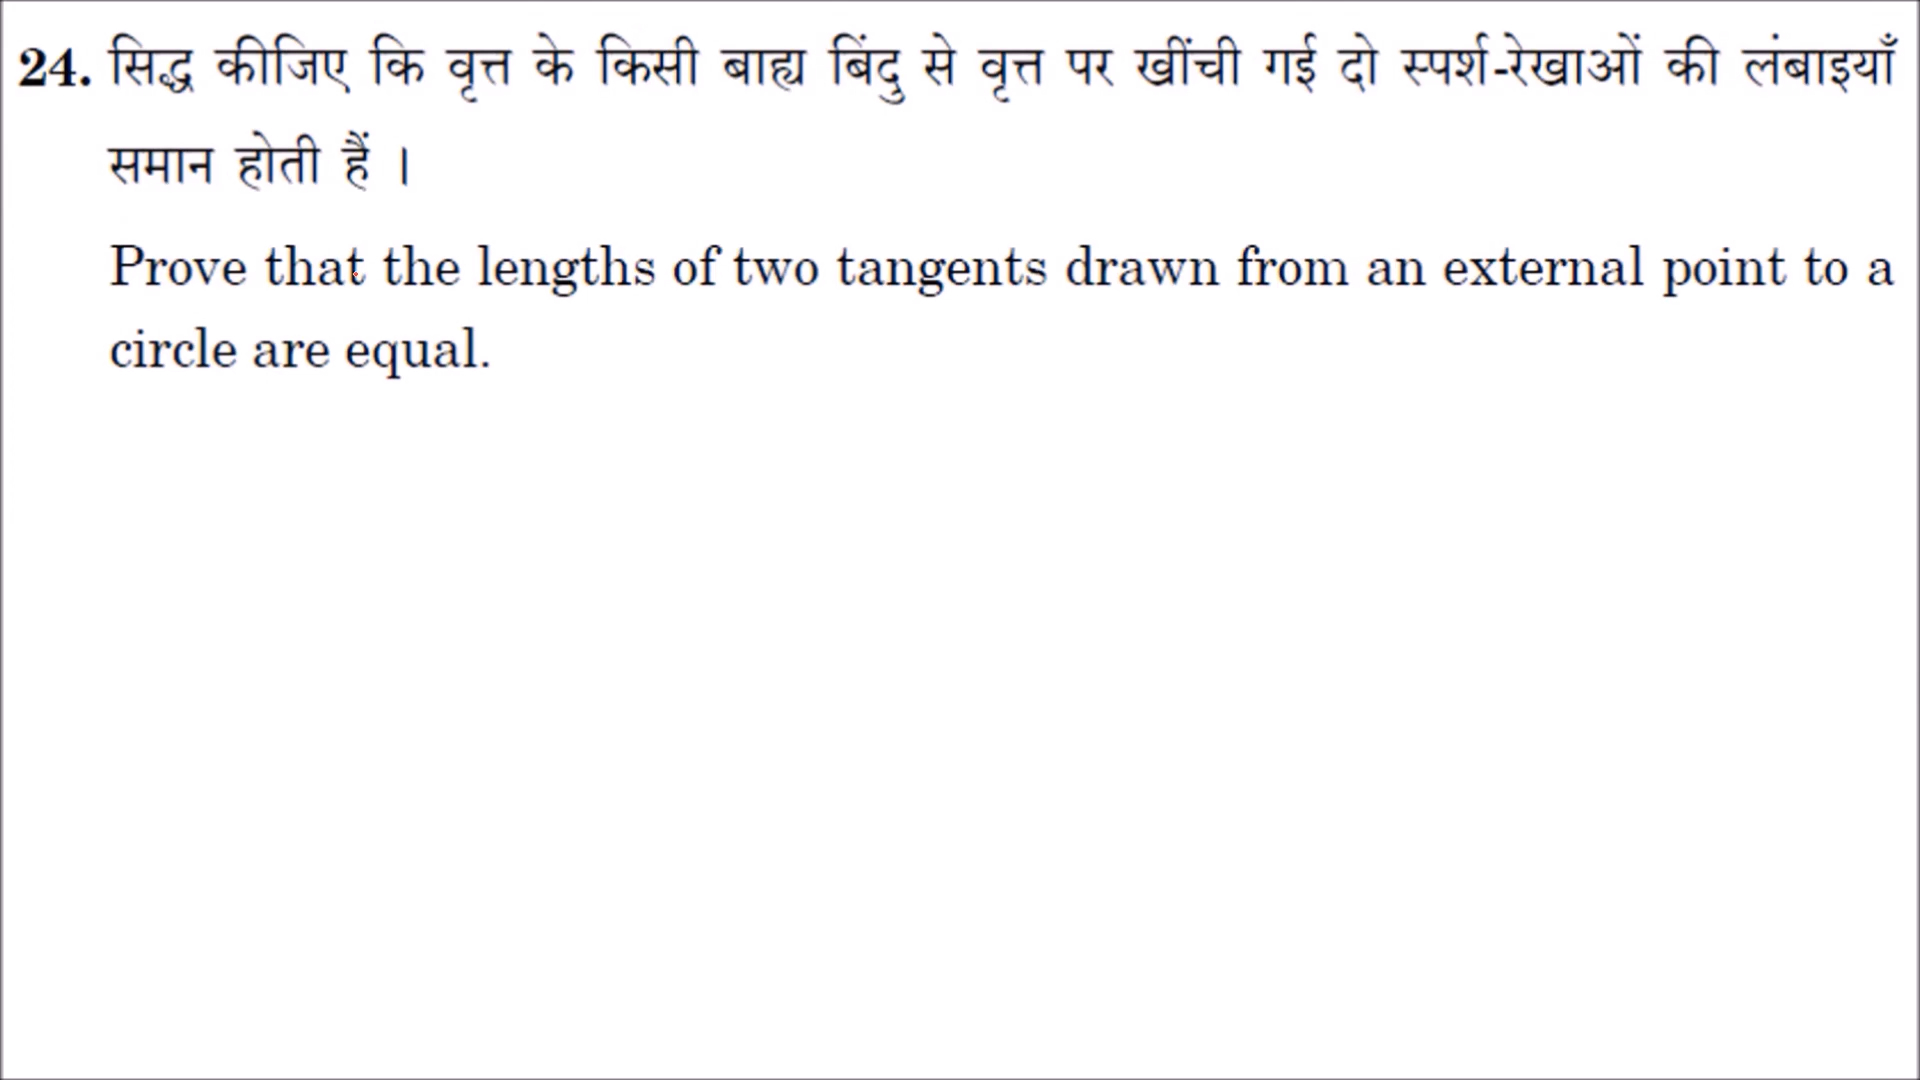 24. सिद्ध कीजिए कि वृत्त के किसी बाह्य बिंदु से वृत्त पर खींची गई दो स्पर्श-रेखाओं की लंबाइयाँ
समान होती हैं ।
Prove that the lengths of two tangents drawn from an external point to a
circle are equal.